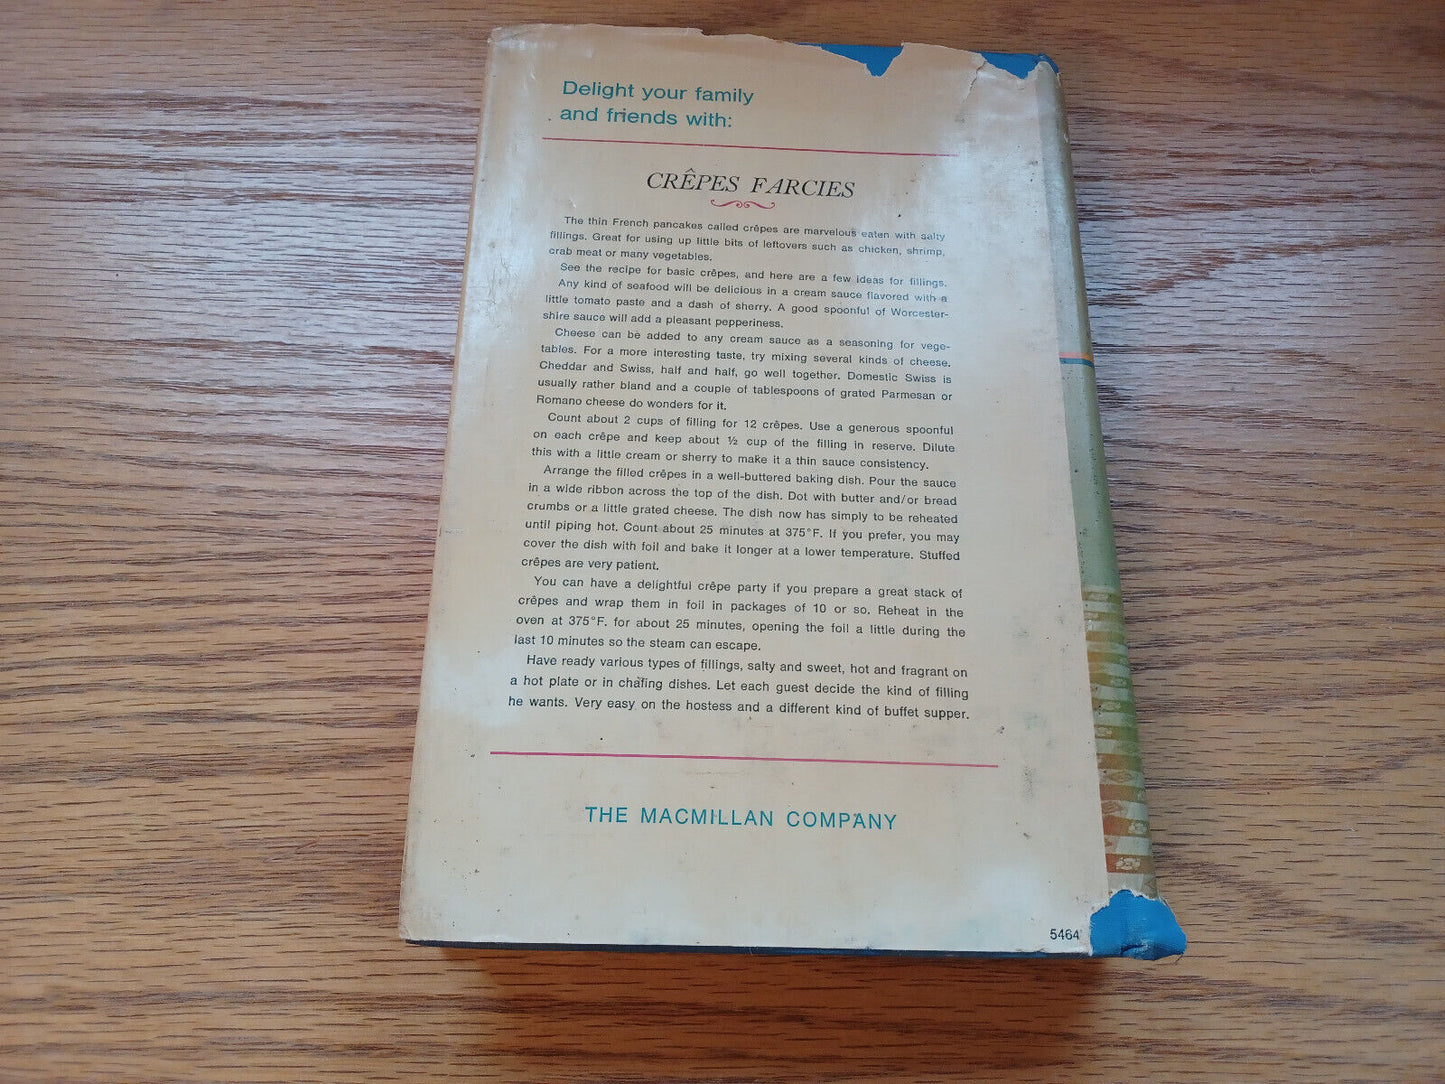 Delight your family
and friends with:
CRÊPES FARCIES
The thin French pancakes called crêpes are marvelous eaten with salty
fillings. Great for using up little bits of leftovers such as chicken, shrimp,
crab meat or many vegetables.
See the recipe for basic crêpes, and here are a few ideas for fillings.
Any kind of seafood will be delicious in a cream sauce flavored with a
little tomato paste and a dash of sherry. A good spoonful of Worcester-
shire sauce will add a pleasant pepperiness.
Cheese can be added to any cream sauce as a seasoning for vege-
tables. For a more interesting taste, try mixing several kinds of cheese.
Cheddar and Swiss, half and half, go well together. Domestic Swiss is
usually rather bland and a couple of tablespoons of grated Parmesan or
Romano cheese do wonders for it.
Count about 2 cups of filling for 12 crêpes. Use a generous spoonful
on each crêpe and keep about ½ cup of the filling in reserve. Dilute
this with a little cream or sherry to make it a thin sauce consistency.
Arrange the filled crêpes in a well-buttered baking dish. Pour the sauce
in a wide ribbon across the top of the dish. Dot with butter and/or bread
crumbs or a little grated cheese. The dish now has simply to be reheated
until piping hot. Count about 25 minutes at 375°F. If you prefer, you may
cover the dish with foil and bake it longer at a lower temperature. Stuffed
crêpes are very patient.
You can have a delightful crêpe party if you prepare a great stack of
crêpes and wrap them in foil in packages of 10 or so. Reheat in the
oven at 375°F. for about 25 minutes, opening the foil a little during the
last 10 minutes so the steam can escape.
Have ready various types of fillings, salty and sweet, hot and fragrant on
a hot plate or in chafing dishes. Let each guest decide the kind of filling
he wants. Very easy on the hostess and a different kind of buffet supper.
THE MACMILLAN COMPANY
5464